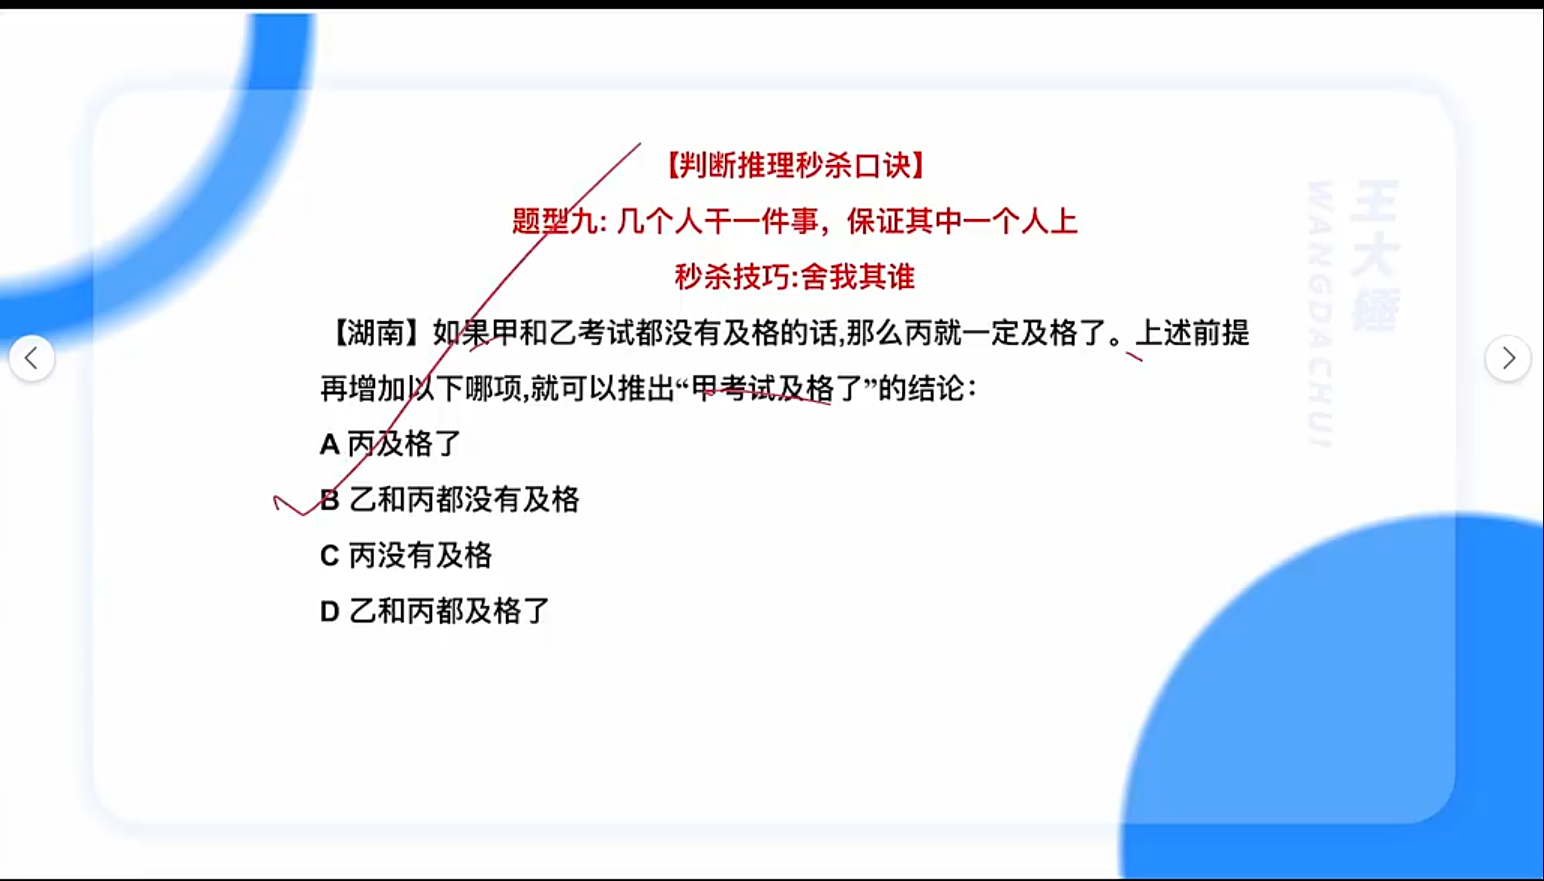 【判断推理秒杀口诀】
题型九: 几个人干一件事，保证其中一个人上
秒杀技巧:舍我其谁
【湖南】如果甲和乙考试都没有及格的话,那么丙就一定及格了。上述前提
再增加以下哪项,就可以推出“甲考试及格了”的结论：
A 丙及格了
B 乙和丙都没有及格
C 丙没有及格
D 乙和丙都及格了
王大锤
WANGDACHUI